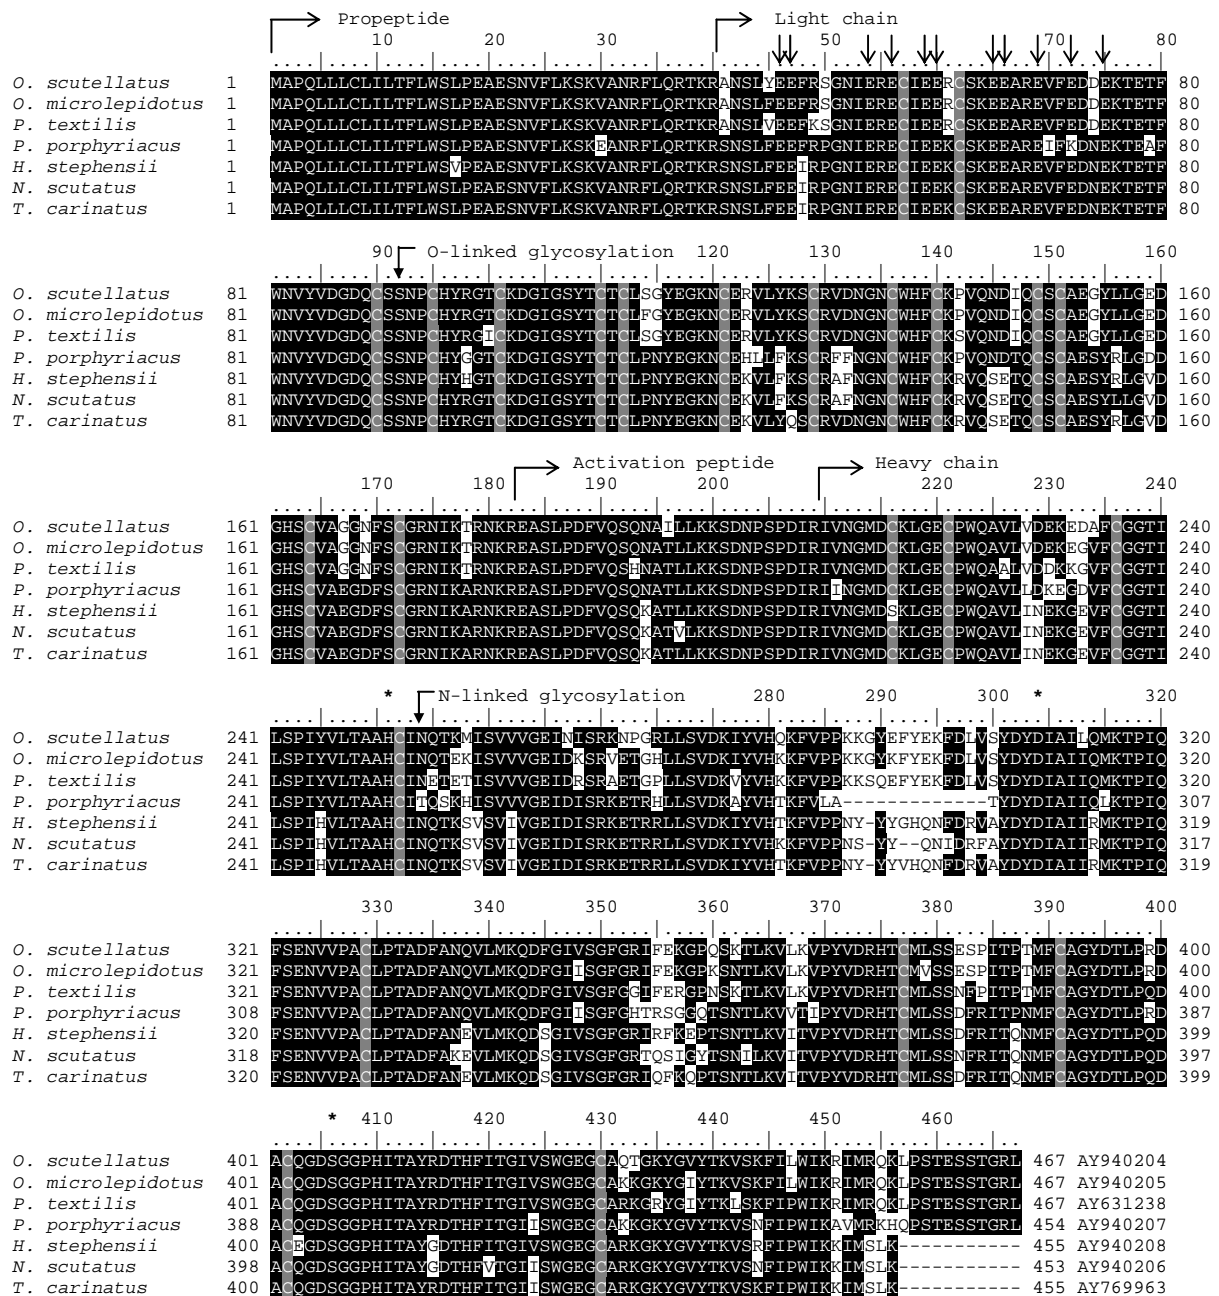 Propeptide Light chain
10 20 30 50 70 80
O. scutellatus 1 MAPQLLLCLILTFLWSLPEAESNVFLKSKVANRFLQRTKRANSLYEEFRSGNIERECIEERCSKEEAREVFEDDEKTETF 80
O. microlepidotus 1 MAPQLLLCLILTFLWSLPEAESNVFLKSKVANRFLQRTKRANSLFEEFRSGNIERECIEERCSKEEAREVFEDDEKTETF 80
P. textilis 1 MAPQLLLCLILTFLWSLPEAESNVFLKSKVANRFLQRTKRANSLVEEFKSGNIERECIEERCSKEEAREVFEDDEKTETF 80
P. porphyriacus 1 MAPQLLLCLILTFLWSLPEAESNVFLKSKEANRFLQRTKRSNSLFEEFRPGNIERECIEEKCSKEEAREIFKDNEKTEAF 80
H. stephensii 1 MAPQLLLCLILTFLWSVPEAESNVFLKSKVANRFLQRTKRSNSLFEEIRPGNIERECIEEKCSKEEAREVFEDNEKTETF 80
N. scutatus 1 MAPQLLLCLILTFLWSLPEAESNVFLKSKVANRFLQRTKRSNSLFEEIRPGNIERECIEEKCSKEEAREVFEDNEKTETF 80
T. carinatus 1 MAPQLLLCLILTFLWSLPEAESNVFLKSKVANRFLQRTKRSNSLFEEIRPGNIERECIEEKCSKEEAREVFEDNEKTETF 80
O-linked glycosylation
90 120 130 140 150 160
O. scutellatus 81 WNVYVDGDQCSSNPCHYRGTCKDGIGSYTCTCLSGYEGKNCERVLYKSCRVDNGNCWHFCKPVQNDIQCSCAEGYLLGED 160
O. microlepidotus 81 WNVYVDGDQCSSNPCHYRGTCKDGIGSYTCTCLFGYEGKNCERVLYKSCRVDNGNCWHFCKPVQNDIQCSCAEGYLLGED 160
P. textilis 81 WNVYVDGDQCSSNPCHYRGICKDGIGSYTCTCLSGYEGKNCERVLYKSCRVDNGNCWHFCKSVQNDIQCSCAEGYLLGED 160
P. porphyriacus 81 WNVYVDGDQCSSNPCHYGGTCKDGIGSYTCTCLPNYEGKNCEHLLFKSCRFFNGNCWHFCKPVQNDTQCSCAESYRLGDD 160
H. stephensii 81 WNVYVDGDQCSSNPCHYHGTCKDGIGSYTCTCLPNYEGKNCEKVLFKSCRAFNGNCWHFCKRVQSETQCSCAESYRLGVD 160
N. scutatus 81 WNVYVDGDQCSSNPCHYRGTCKDGIGSYTCTCLPNYEGKNCEKVLFKSCRAFNGNCWHFCKRVQSETQCSCAESYLLGVD 160
T. carinatus 81 WNVYVDGDQCSSNPCHYRGTCKDGIGSYTCTCLPNYEGKNCEKVLYQSCRVDNGNCWHFCKRVQSETQCSCAESYRLGVD 160
Activation peptide Heavy chain
170 180 190 200 220 230 240
O. scutellatus 161 GHSCVAGGNFSCGRNIKTRNKREASLPDFVQSQNAILLKKSDNPSPDIRIVNGMDCKLGECPWQAVLVDEKEDAFCGGTI 240
O. microlepidotus 161 GHSCVAGGNFSCGRNIKTRNKREASLPDFVQSQNATLLKKSDNPSPDIRIVNGMDCKLGECPWQAVLVDEKEGVFCGGTI 240
P. textilis 161 GHSCVAGGNFSCGRNIKTRNKREASLPDFVQSHNATLLKKSDNPSPDIRIVNGMDCKLGECPWQAALVDDKKGVFCGGTI 240
P. porphyriacus 161 GHSCVAEGDFSCGRNIKARNKREASLPDFVQSQNATLLKKSDNPSPDIRIINGMDCKLGECPWQAVLLDKEGDVFCGGTI 240
H. stephensii 161 GHSCVAEGDFSCGRNIKARNKREASLPDFVQSQKATLLKKSDNPSPDIRIVNGMDSKLGECPWQAVLINEKGEVFCGGTI 240
N. scutatus 161 GHSCVAEGDFSCGRNIKARNKREASLPDFVQSQKATVLKKSDNPSPDIRIVNGMDCKLGECPWQAVLINEKGEVFCGGTI 240
T. carinatus 161 GHSCVAEGDFSCGRNIKARNKREASLPDFVQSQKATLLKKSDNPSPDIRIVNGMDCKLGECPWQAVLINEKGEVFCGGTI 240
* N-linked glycosylation 280 290 300 * 320
O. scutellatus 241 LSPIYVLTAAHCINQTKMISVVVGEINISRKNPGRLLSVDKIYVHQKFVPPKKGYEFYEKFDLVSYDYDIAILQMKTPIQ 320
O. microlepidotus 241 LSPIYVLTAAHCINQTEKISVVVGEIDKSRVETGHLLSVDKIYVHKKFVPPKKGYKFYEKFDLVSYDYDIAIIQMKTPIQ 320
P. textilis 241 LSPIYVLTAAHCINETETISVVVGEIDRSRAETGPLLSVDKVYVHKKFVPPKKSQEFYEKFDLVSYDYDIAIIQMKTPIQ 320
P. porphyriacus 241 LSPIYVLTAAHCITQSKHISVVVGEIDISRKETRHLLSVDKAYVHTKFVLA-------------TYDYDIAIIQLKTPIQ 307
H. stephensii 241 LSPIHVLTAAHCINQTKSVSVIVGEIDISRKETRRLLSVDKIYVHTKFVPPNY-YYGHQNFDRVAYDYDIAIIRMKTPIQ 319
N. scutatus 241 LSPIHVLTAAHCINQTKSVSVIVGEIDISRKETRRLLSVDKIYVHKKFVPPNS-YY--QNIDRFAYDYDIAIIRMKTPIQ 317
T. carinatus 241 LSPIHVLTAAHCINQTKSVSVIVGEIDISRKETRRLLSVDKIYVHTKFVPPNY-YYVHQNFDRVAYDYDIAIIRMKTPIQ 319
330 340 350 360 370 380 390 400
O. scutellatus 321 FSENVVPACLPTADFANQVLMKQDFGIVSGFGRIFEKGPQSKTLKVLKVPYVDRHTCMLSSESPITPTMFCAGYDTLPRD 400
O. microlepidotus 321 FSENVVPACLPTADFANQVLMKQDFGIISGFGRIFEKGPKSNTLKVLKVPYVDRHTCMVSSESPITPTMFCAGYDTLPRD 400
P. textilis 321 FSENVVPACLPTADFANQVLMKQDFGIVSGFGGIFERGPNSKTLKVLKVPYVDRHTCMLSSNFPITPTMFCAGYDTLPQD 400
P. porphyriacus 308 FSENVVPACLPTADFANQVLMKQDFGIISGFGHTRSGGQTSNTLKVVTIPYVDRHTCMLSSDFRITPNMFCAGYDTLPRD 387
H. stephensii 320 FSENVVPACLPTADFANEVLMKQDSGIVSGFGRIRFKEPTSNTLKVITVPYVDRHTCMLSSDFRITQNMFCAGYDTLPQD 399
N. scutatus 318 FSENVVPACLPTADFAKEVLMKQDSGIVSGFGRTQSIGYTSNILKVITVPYVDRHTCMLSSNFRITQNMFCAGYDTLPQD 397
T. carinatus 320 FSENVVPACLPTADFANEVLMKQDSGIVSGFGRIQFKQPTSNTLKVITVPYVDRHTCMLSSDFRITQNMFCAGYDTLPQD 399
* 410 420 430 440 450 460
O. scutellatus 401 ACQGDSGGPHITAYRDTHFITGIVSWGEGCAQTGKYGVYTKVSKFILWIKRIMRQKLPSTESSTGRL 467 AY940204
O. microlepidotus 401 ACQGDSGGPHITAYRDTHFITGIVSWGEGCAKKGKYGIYTKVSKFILWIKRIMRQKLPSTESSTGRL 467 AY940205
P. textilis 401 ACQGDSGGPHITAYRDTHFITGIVSWGEGCARKGRYGIYTKLSKFIPWIKRIMRQKLPSTESSTGRL 467 AY631238
P. porphyriacus 388 ACQGDSGGPHITAYRDTHFITGIISWGEGCAKKGKYGVYTKVSNFIPWIKAVMRKHQPSTESSTGRL 454 AY940207
H. stephensii 400 ACEGDSGGPHITAYGDTHFITGIVSWGEGCARKGKYGVYTKVSRFIPWIKKIMSLK----------- 455 AY940208
N. scutatus 398 ACQGDSGGPHITAYGDTHFVTGIISWGEGCARKGKYGVYTKVSNFIPWIKKIMSLK----------- 453 AY940206
T. carinatus 400 ACQGDSGGPHITAYRDTHFITGIISWGEGCARKGKYGVYTKVSNFIPWIKKIMSLK----------- 455 AY769963